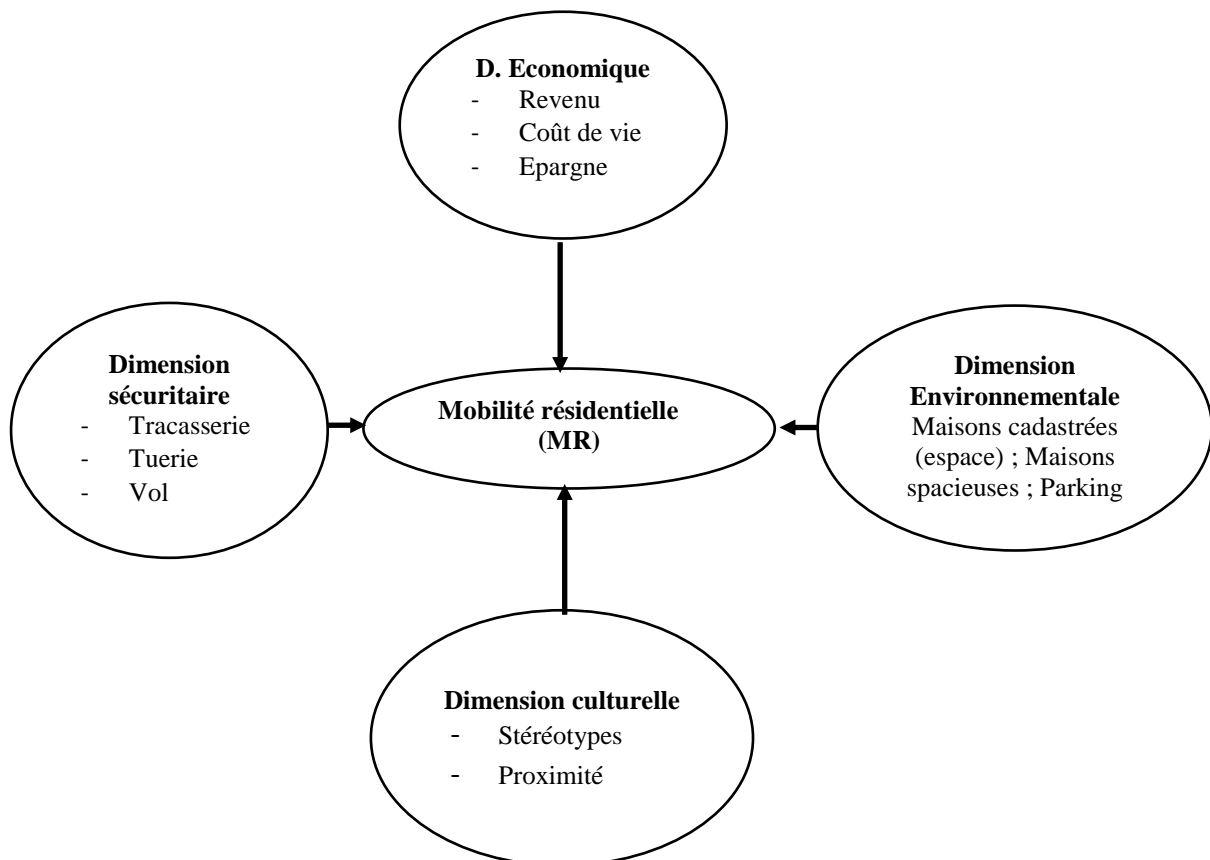 D. Economique
- Revenu
- Coût de vie
- Epargne
Dimension
sécuritaire
- Tracasserie
- Tuerie
- Vol
Mobilité résidentielle
(MR)
Dimension
Environnementale
Maisons cadastrées
(espace) ; Maisons
spacieuses ; Parking
Dimension culturelle
- Stéréotypes
- Proximité